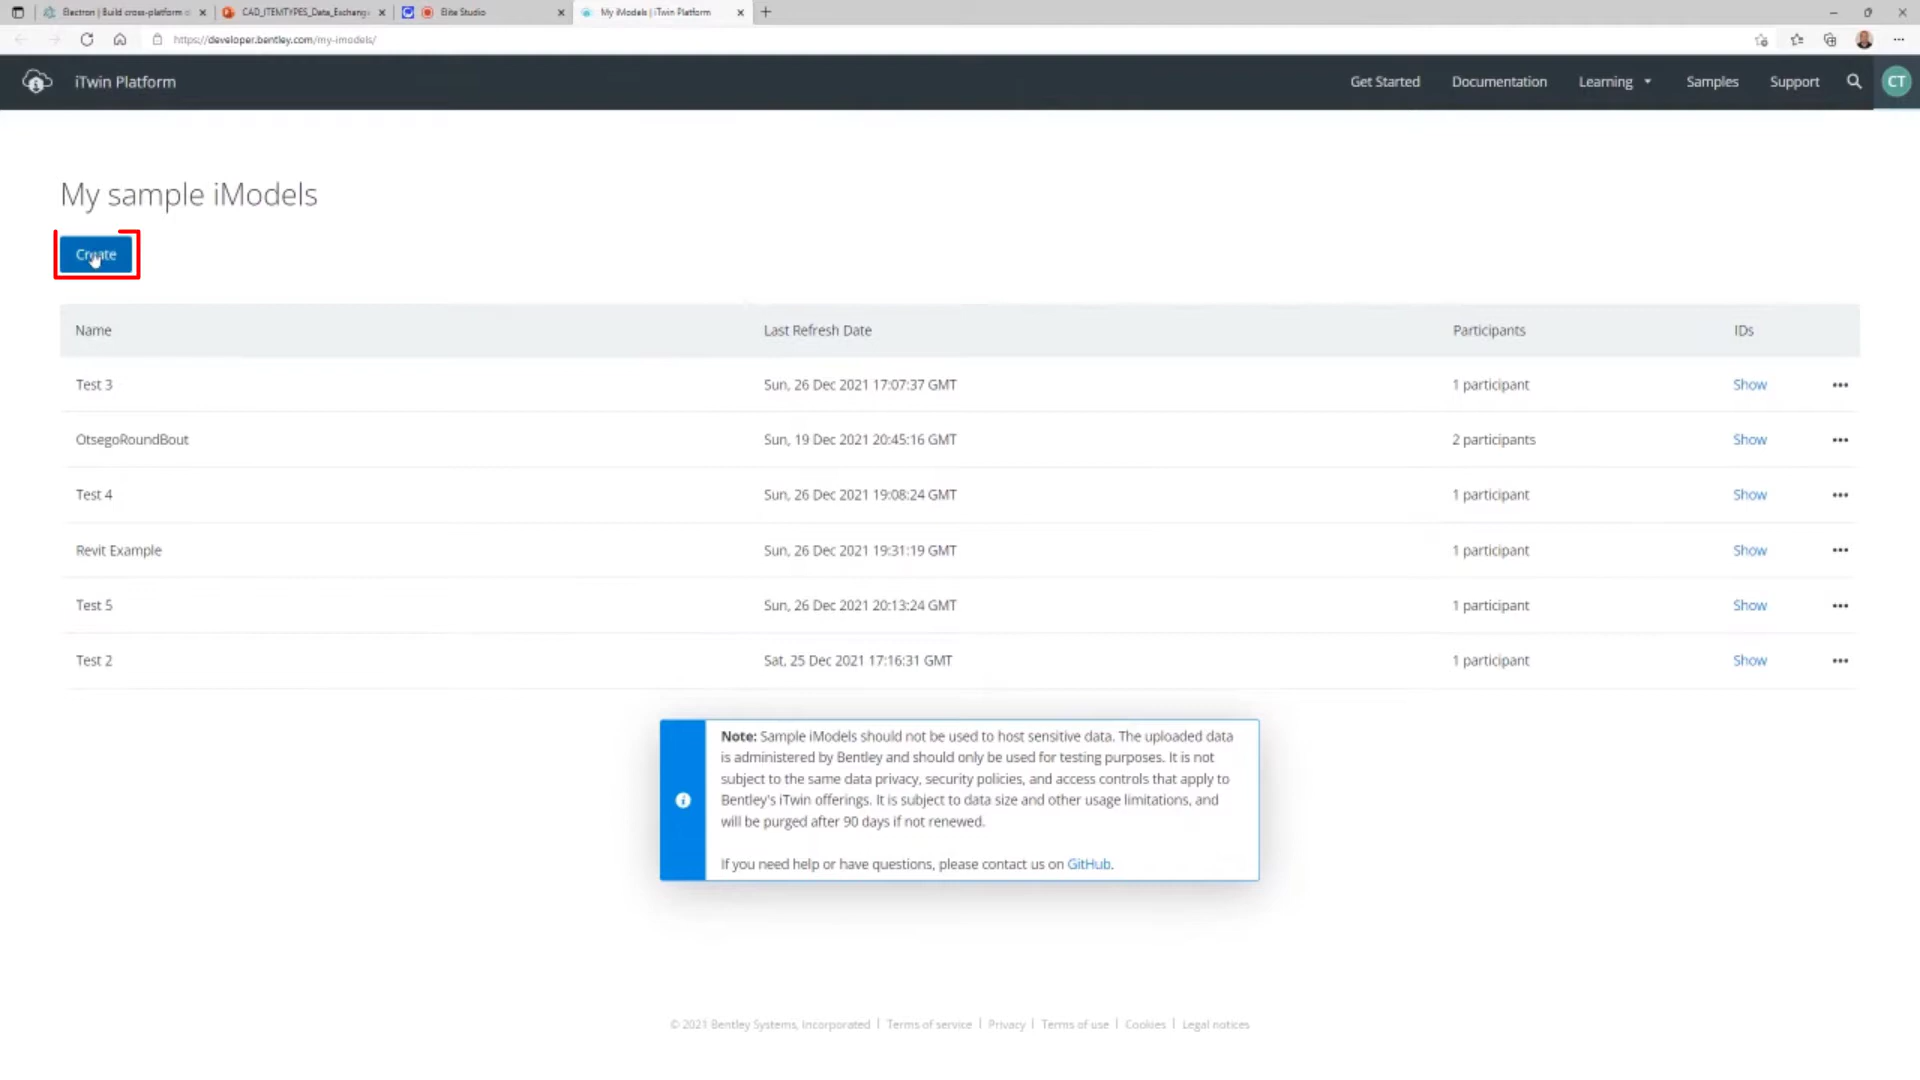 Electron | Build cross-platform
CAD_ITEMTYPES_Data_Exchang
Elite Studio
My iModels | iTwin Platform
https://developer.bentley.com/my-imodels/
iTwin Platform
Get Started
Documentation
Learning
Samples
Support
CT
My sample iModels
Create
Name Last Refresh Date Participants IDs
Test 3 Sun, 26 Dec 2021 17:07:37 GMT 1 participant Show
OtsegoRoundBout Sun, 19 Dec 2021 20:45:16 GMT 2 participants Show
Test 4 Sun, 26 Dec 2021 19:08:24 GMT 1 participant Show
Revit Example Sun, 26 Dec 2021 19:31:19 GMT 1 participant Show
Test 5 Sun, 26 Dec 2021 20:13:24 GMT 1 participant Show
Test 2 Sat, 25 Dec 2021 17:16:31 GMT 1 participant Show
Note: Sample iModels should not be used to host sensitive data. The uploaded data
is administered by Bentley and should only be used for testing purposes. It is not
subject to the same data privacy, security policies, and access controls that apply to
Bentley's iTwin offerings. It is subject to data size and other usage limitations, and
will be purged after 90 days if not renewed.
If you need help or have questions, please contact us on GitHub.
© 2021 Bentley Systems, Incorporated | Terms of service | Privacy | Terms of use | Cookies | Legal notices